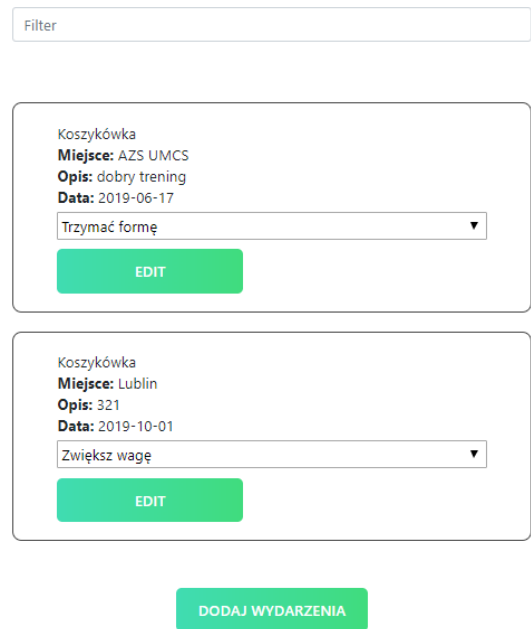 Filter
Koszykówka
Miejsce: AZS UMCS
Opis: dobry trening
Data: 2019-06-17
Trzymać formę
EDIT
Koszykówka
Miejsce: Lublin
Opis: 321
Data: 2019-10-01
Zwiększ wagę
EDIT
DODAJ WYDARZENIA